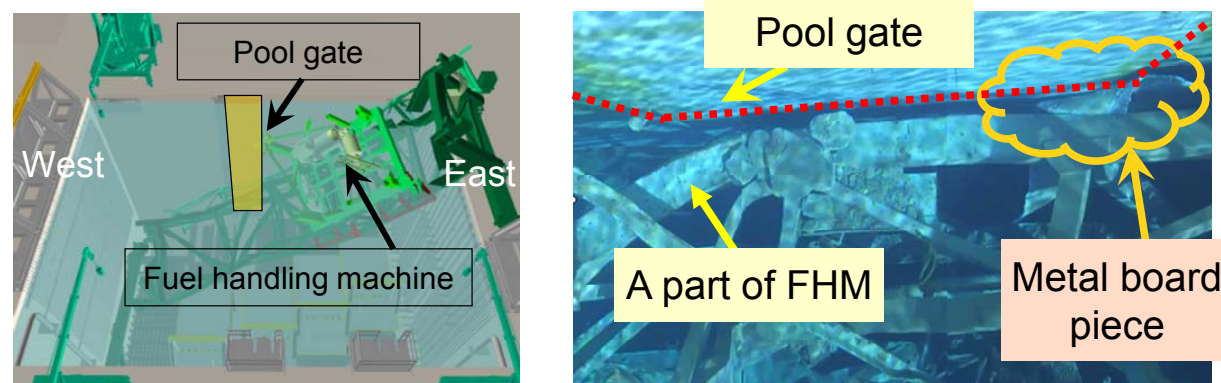 Pool gate
West
East
Fuel handling machine
Pool gate
A part of FHM
Metal board
piece